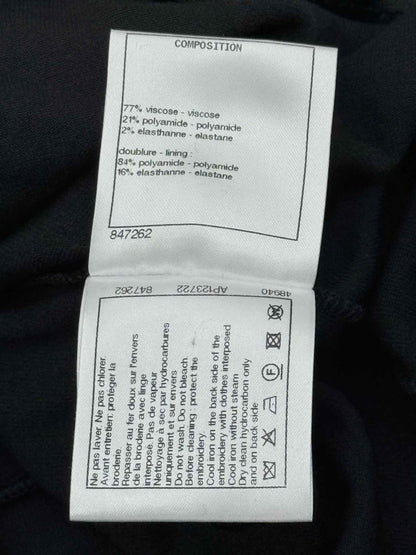 COMPOSITION
77% viscose - viscose
21% polyamide - polyamide
2% elasthanne - elastane
doublure - lining :
84% polyamide - polyamide
16% elasthanne - elastane
847262
847262
AP123722
48940
Ne pas laver. Ne pas chlorer.
Avant entretien: proteger la
broderie
Repasser au fer doux sur l'envers
de la broderie avec linge
interposé. Pas de vapeur
Nettoyage à sec par hydrocarbures
uniquement et sur envers
Do not wash. Do not bleach.
Before cleaning protect the
embroidery.
Cool iron on the back side of the
embroidery with clothes interposed
Cool iron without steam
Dry clean hydrocarbon only
and on back side
F